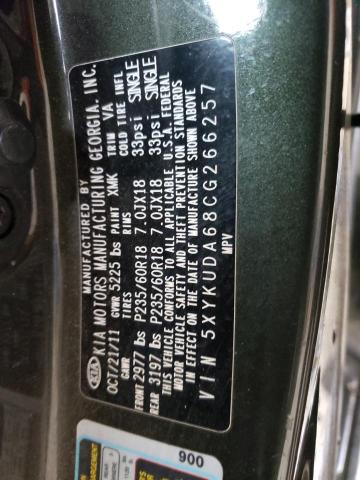 MANUFACTURED BY
KIA KIA MOTORS MANUFACTURING GEORGIA, INC.
OCT/21/11 GVWR 5225 lbs PAINT XMK TRIM VA
GAWR TIRES RIMS COLD TIRE INFL
FRONT 2977 lbs P235/60R18 7.0JX18 33psi SINGLE
REAR 3197 lbs P235/60R18 7.0JX18 33psi SINGLE
THIS VEHICLE CONFORMS TO ALL APPLICABLE U.S.A. FEDERAL
MOTOR VEHICLE SAFETY AND THEFT PREVENTION STANDARDS
IN EFFECT ON THE DATE OF MANUFACTURE SHOWN ABOVE
VIN 5XYKUDA68CG266257
MPV
900